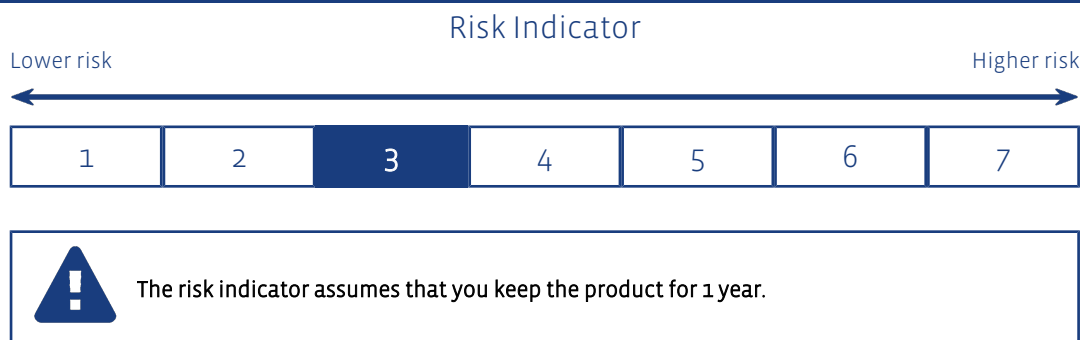 Risk Indicator
Lower risk Higher risk
1 2 3 4 5 6 7
The risk indicator assumes that you keep the product for 1 year.